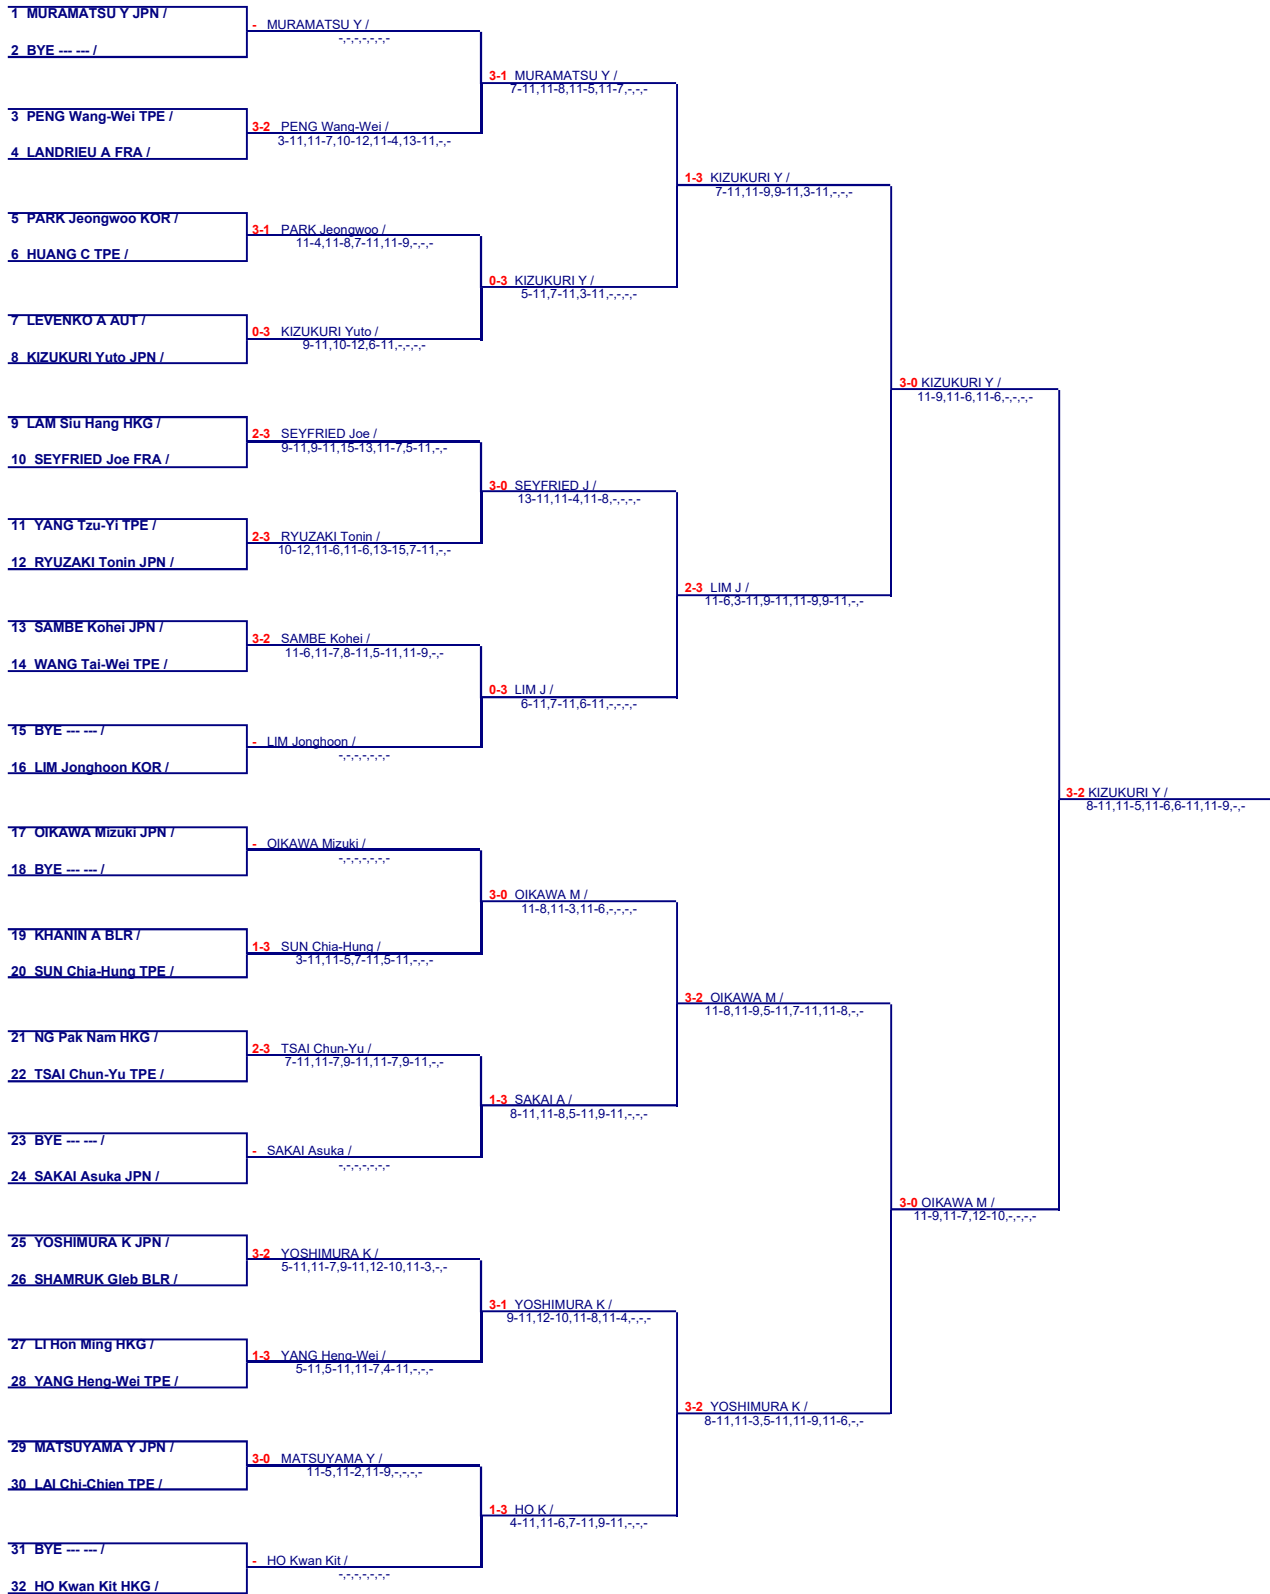 1 MURAMATSU Y JPN /
- MURAMATSU Y /
-,-,-,-,-,-,-
2 BYE --- --- /
3-1 MURAMATSU Y /
7-11,11-8,11-5,11-7,-,-,-
3 PENG Wang-Wei TPE /
3-2 PENG Wang-Wei /
3-11,11-7,10-12,11-4,13-11,-,-
4 LANDRIEU A FRA /
1-3 KIZUKURI Y /
7-11,11-9,9-11,3-11,-,-,-
5 PARK Jeongwoo KOR /
3-1 PARK Jeongwoo /
11-4,11-8,7-11,11-9,-,-,-
6 HUANG C TPE /
0-3 KIZUKURI Y /
5-11,7-11,3-11,-,-,-,-
7 LEVENKO A AUT /
0-3 KIZUKURI Yuto /
9-11,10-12,6-11,-,-,-,-
8 KIZUKURI Yuto JPN /
3-0 KIZUKURI Y /
11-9,11-6,11-6,-,-,-,-
9 LAM Siu Hang HKG /
2-3 SEYFRIED Joe /
9-11,9-11,15-13,11-7,5-11,-,-
10 SEYFRIED Joe FRA /
3-0 SEYFRIED J /
13-11,11-4,11-8,-,-,-,-
11 YANG Tzu-Yi TPE /
2-3 RYUZAKI Tonin /
10-12,11-6,11-6,13-15,7-11,-,-
12 RYUZAKI Tonin JPN /
2-3 LIM J /
11-6,3-11,9-11,11-9,9-11,-,-
13 SAMBE Kohei JPN /
3-2 SAMBE Kohei /
11-6,11-7,8-11,5-11,11-9,-,-
14 WANG Tai-Wei TPE /
0-3 LIM J /
6-11,7-11,6-11,-,-,-,-
15 BYE --- --- /
- LIM Jonghoon /
-,-,-,-,-,-,-
16 LIM Jonghoon KOR /
3-2 KIZUKURI Y /
8-11,11-5,11-6,6-11,11-9,-,-
17 OIKAWA Mizuki JPN /
- OIKAWA Mizuki /
-,-,-,-,-,-,-
18 BYE --- --- /
3-0 OIKAWA M /
11-8,11-3,11-6,-,-,-,-
19 KHANIN A BLR /
1-3 SUN Chia-Hung /
3-11,11-5,7-11,5-11,-,-,-
20 SUN Chia-Hung TPE /
3-2 OIKAWA M /
11-8,11-9,5-11,7-11,11-8,-,-
21 NG Pak Nam HKG /
2-3 TSAI Chun-Yu /
7-11,11-7,9-11,11-7,9-11,-,-
22 TSAI Chun-Yu TPE /
1-3 SAKAI A /
8-11,11-8,5-11,9-11,-,-,-
23 BYE --- --- /
- SAKAI Asuka /
-,-,-,-,-,-,-
24 SAKAI Asuka JPN /
3-0 OIKAWA M /
11-9,11-7,12-10,-,-,-,-
25 YOSHIMURA K JPN /
3-2 YOSHIMURA K /
5-11,11-7,9-11,12-10,11-3,-,-
26 SHAMRUK Gleb BLR /
3-1 YOSHIMURA K /
9-11,12-10,11-8,11-4,-,-,-
27 LI Hon Ming HKG /
1-3 YANG Heng-Wei /
5-11,5-11,11-7,4-11,-,-,-
28 YANG Heng-Wei TPE /
3-2 YOSHIMURA K /
8-11,11-3,5-11,11-9,11-6,-,-
29 MATSUYAMA Y JPN /
3-0 MATSUYAMA Y /
11-5,11-2,11-9,-,-,-,-
30 LAI Chi-Chien TPE /
1-3 HO K /
4-11,11-6,7-11,9-11,-,-,-
31 BYE --- --- /
- HO Kwan Kit /
-,-,-,-,-,-,-
32 HO Kwan Kit HKG /